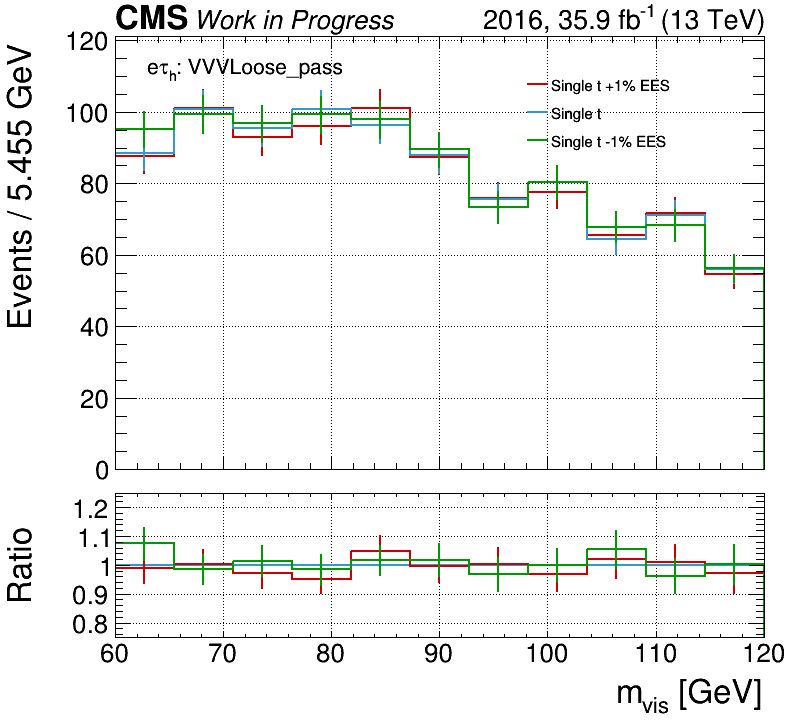 CMS Work in Progress 2016, 35.9 fb⁻¹ (13 TeV)
eτₕ: VVVLoose_pass
Single t +1% EES
Single t
Single t -1% EES
Events / 5.455 GeV
120
100
80
60
40
20
0
Ratio
1.2
1.1
1
0.9
0.8
60 70 80 90 100 110 120
m_vis [GeV]